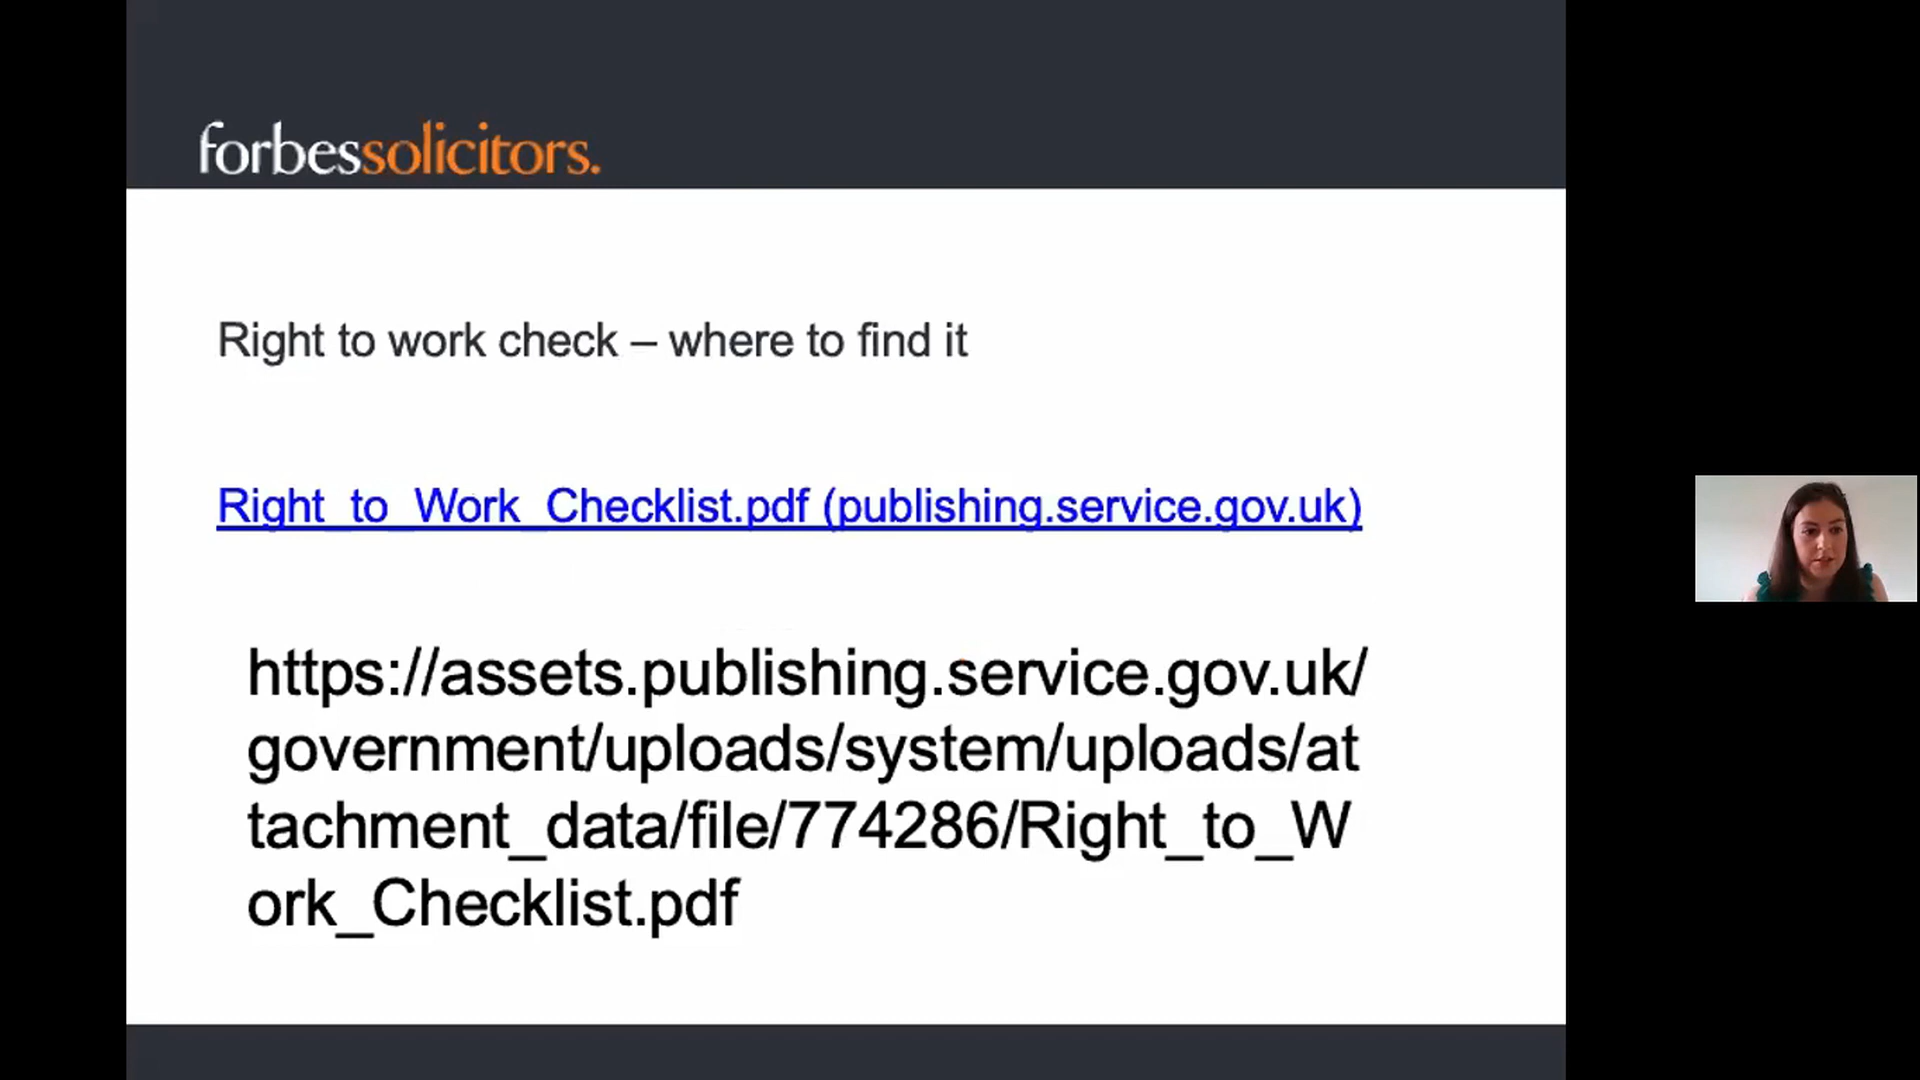 forbessolicitors.
Right to work check – where to find it
Right_to_Work_Checklist.pdf (publishing.service.gov.uk)
https://assets.publishing.service.gov.uk/
government/uploads/system/uploads/at
tachment_data/file/774286/Right_to_W
ork_Checklist.pdf